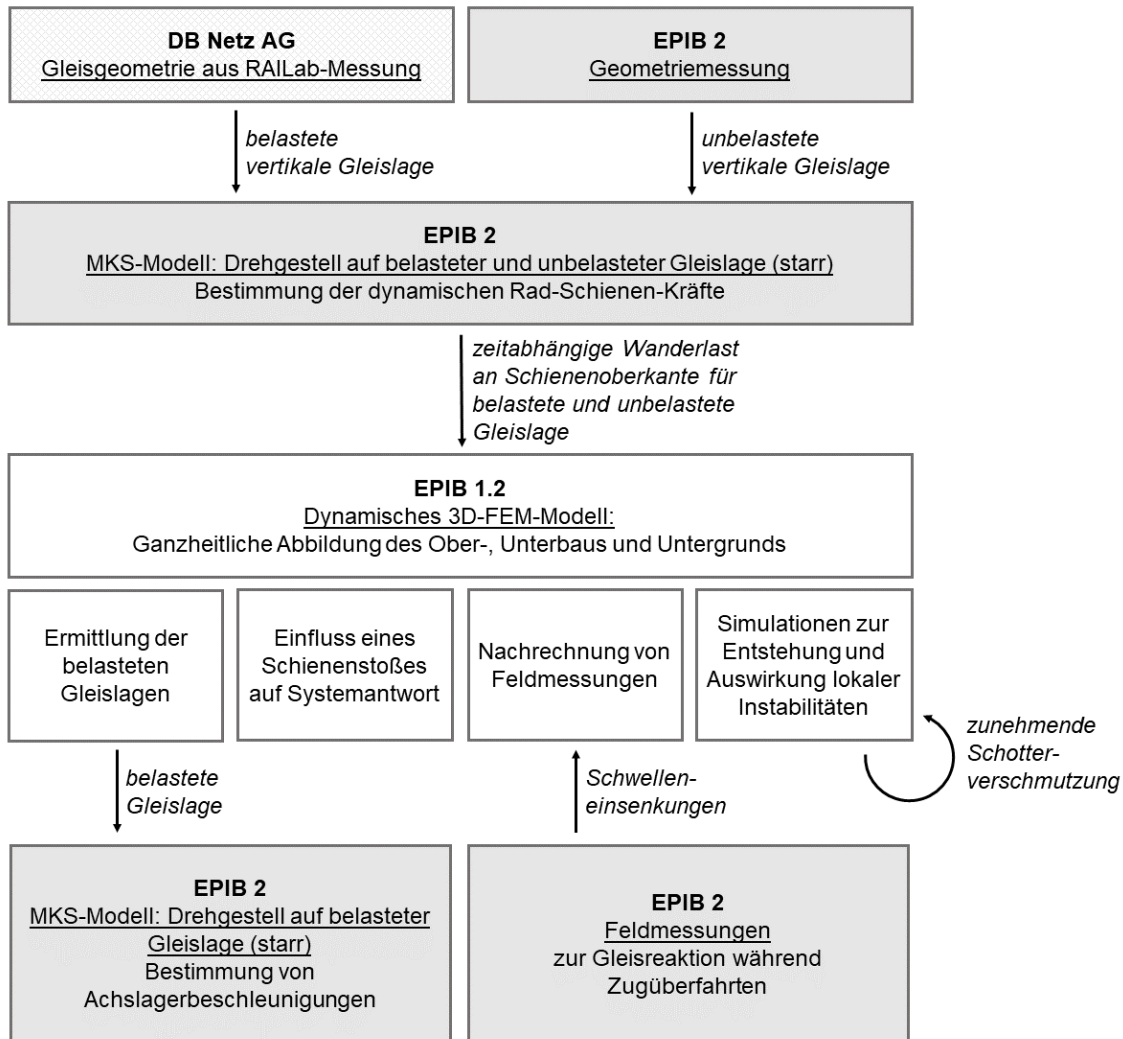 DB Netz AG
Gleisgeometrie aus RAILab-Messung
EPIB 2
Geometriemessung
belastete
vertikale Gleislage
unbelastete
vertikale Gleislage
EPIB 2
MKS-Modell: Drehgestell auf belasteter und unbelasteter Gleislage (starr)
Bestimmung der dynamischen Rad-Schienen-Kräfte
zeitabhängige Wanderlast
an Schienenoberkante für
belastete und unbelastete
Gleislage
EPIB 1.2
Dynamisches 3D-FEM-Modell:
Ganzheitliche Abbildung des Ober-, Unterbaus und Untergrunds
Ermittlung der
belasteten
Gleislagen
Einfluss eines
Schienenstoßes
auf Systemantwort
Nachrechnung von
Feldmessungen
Simulationen zur
Entstehung und
Auswirkung lokaler
Instabilitäten
zunehmende
Schotter-
verschmutzung
belastete
Gleislage
Schwellen-
einsenkungen
EPIB 2
MKS-Modell: Drehgestell auf belasteter
Gleislage (starr)
Bestimmung von
Achslagerbeschleunigungen
EPIB 2
Feldmessungen
zur Gleisreaktion während
Zugüberfahrten